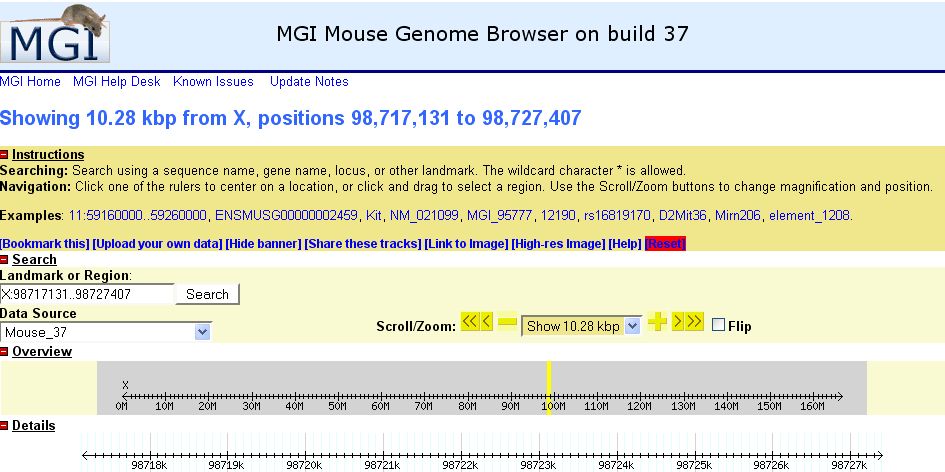 MGI
MGI Mouse Genome Browser on build 37
MGI Home MGI Help Desk Known Issues Update Notes
Showing 10.28 kbp from X, positions 98,717,131 to 98,727,407
Instructions
Searching: Search using a sequence name, gene name, locus, or other landmark. The wildcard character * is allowed.
Navigation: Click one of the rulers to center on a location, or click and drag to select a region. Use the Scroll/Zoom buttons to change magnification and position.
Examples: 11:59160000..59260000, ENSMUSG00000002459, Kit, NM_021099, MGI_95777, 12190, rs16819170, D2Mit36, Mirn206, element_1208.
[Bookmark this] [Upload your own data] [Hide banner] [Share these tracks] [Link to Image] [High-res Image] [Help] [Reset]
Search
Landmark or Region:
X:98717131..98727407 Search
Data Source
Mouse_37
Scroll/Zoom: << < − Show 10.28 kbp + > >> Flip
Overview
X
0M 10M 20M 30M 40M 50M 60M 70M 80M 90M 100M 110M 120M 130M 140M 150M 160M
Details
98718k 98719k 98720k 98721k 98722k 98723k 98724k 98725k 98726k 98727k